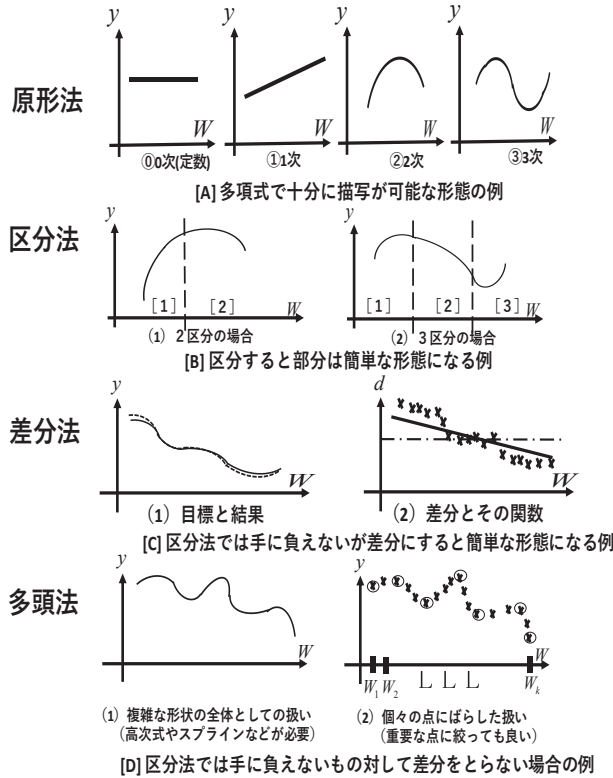 原形法
y
W
y
W
y
W
y
W
⓪0次(定数)
①1次
②2次
③3次
[A] 多項式で十分に描写が可能な形態の例
区分法
y
[1]
[2]
W
y
[1]
[2]
[3]
W
(1) 2区分の場合
(2) 3区分の場合
[B] 区分すると部分は簡単な形態になる例
差分法
y
W
d
W
(1) 目標と結果
(2) 差分とその関数
[C] 区分法では手に負えないが差分にすると簡単な形態になる例
多頭法
y
W
y
W
W1 W2 L L L Wk
(1) 複雑な形状の全体としての扱い
(高次式やスプラインなどが必要)
(2) 個々の点にばらした扱い
(重要な点に絞っても良い)
[D] 区分法では手に負えないもの対して差分をとらない場合の例